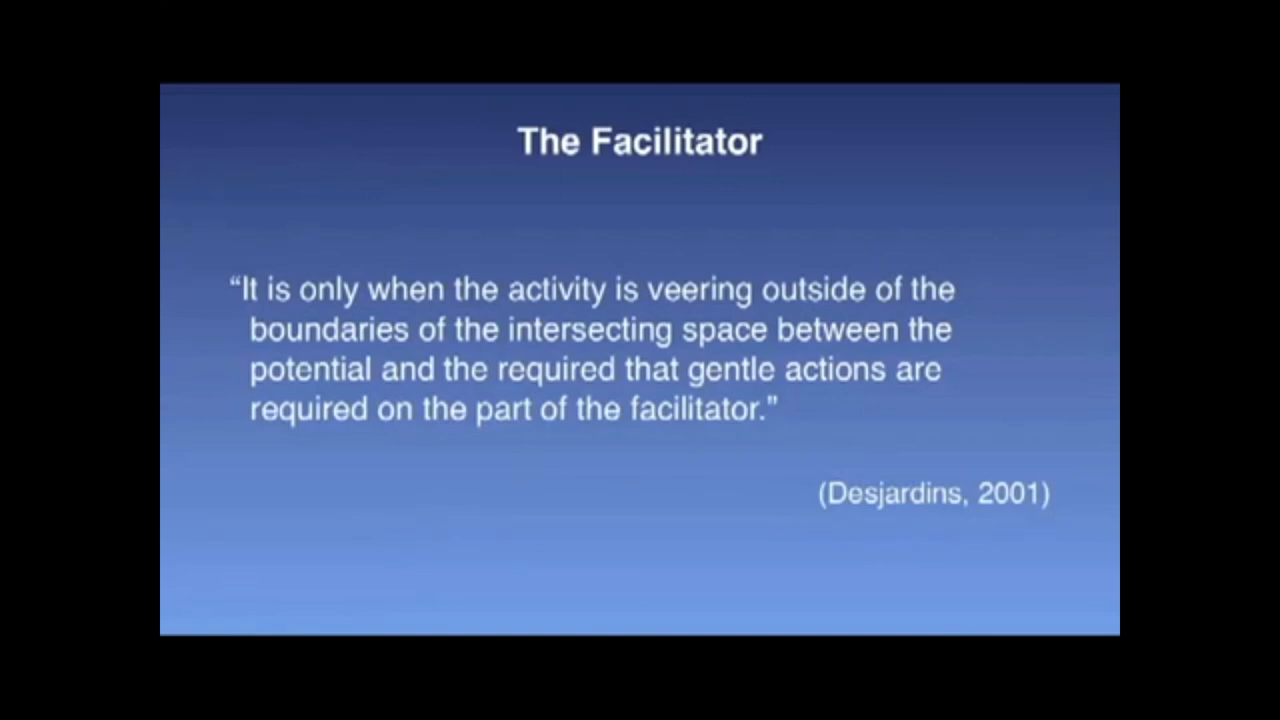 The Facilitator
“It is only when the activity is veering outside of the
boundaries of the intersecting space between the
potential and the required that gentle actions are
required on the part of the facilitator.”
(Desjardins, 2001)